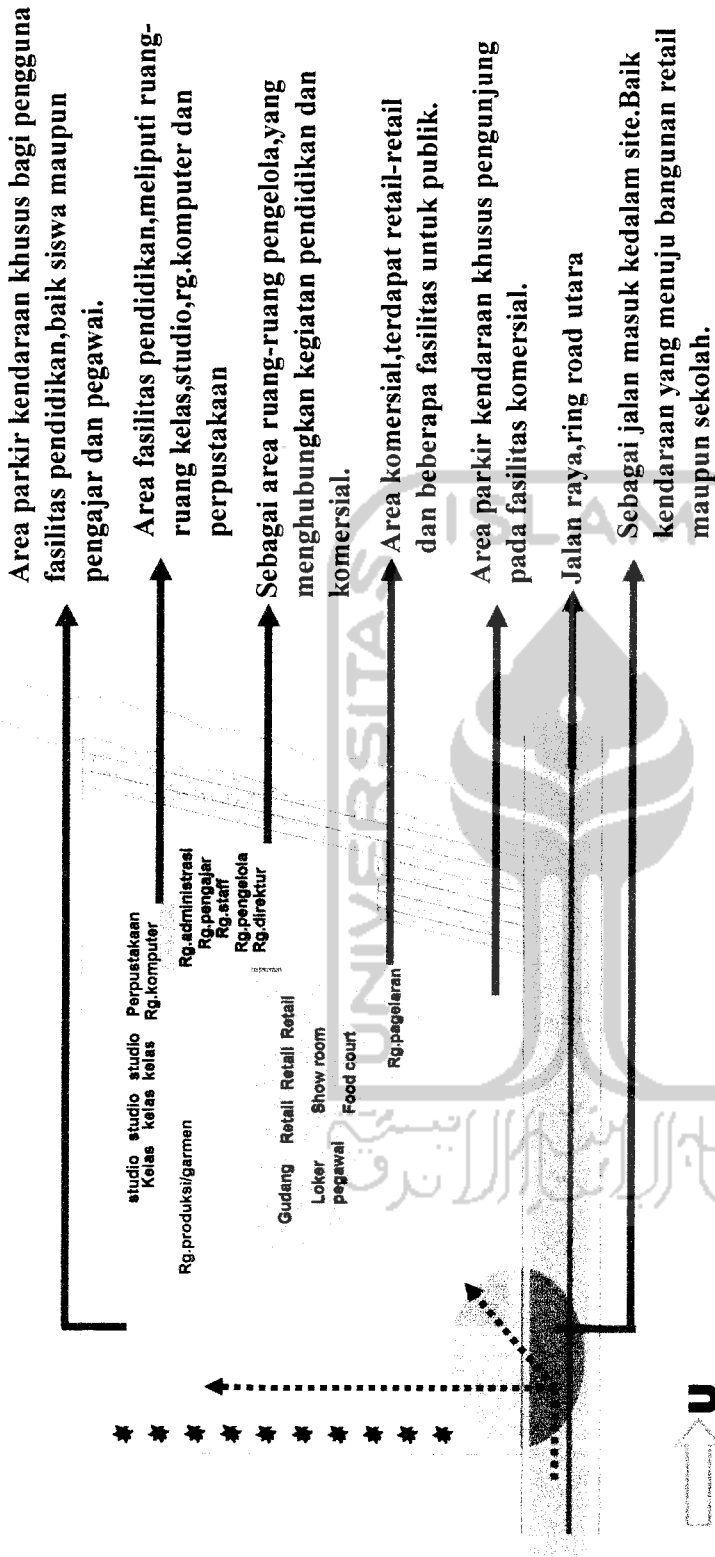 Area parkir kendaraan khusus bagi pengguna
fasilitas pendidikan,baik siswa maupun
pengajar dan pegawai.
Area fasilitas pendidikan,meliputi ruang-
ruang kelas,studio,rg.komputer dan
perpustakaan
Sebagai area ruang-ruang pengelola,yang
menghubungkan kegiatan pendidikan dan
komersial.
Area komersial,terdapat retail-retail
dan beberapa fasilitas untuk publik.
Area parkir kendaraan khusus pengunjung
pada fasilitas komersial.
Jalan raya,ring road utara
Sebagai jalan masuk kedalam site.Baik
kendaraan yang menuju bangunan retail
maupun sekolah.
studio studio studio Perpustakaan
Kelas kelas kelas Rg.komputer
Rg.produksi/garmen
Rg.administrasi
Rg.pengajar
Rg.staff
Rg.pengelola
Rg.direktur
Gudang Retail Retail Retail
Loker Show room
pegawai
Food court
Rg.pagelaran
U
UNIVERSITAS
ISLAM